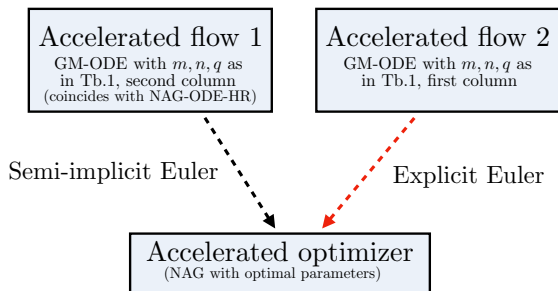 Accelerated flow 1
GM-ODE with m, n, q as
in Tb.1, second column
(coincides with NAG-ODE-HR)
Accelerated flow 2
GM-ODE with m, n, q as
in Tb.1, first column
Semi-implicit Euler
Explicit Euler
Accelerated optimizer
(NAG with optimal parameters)